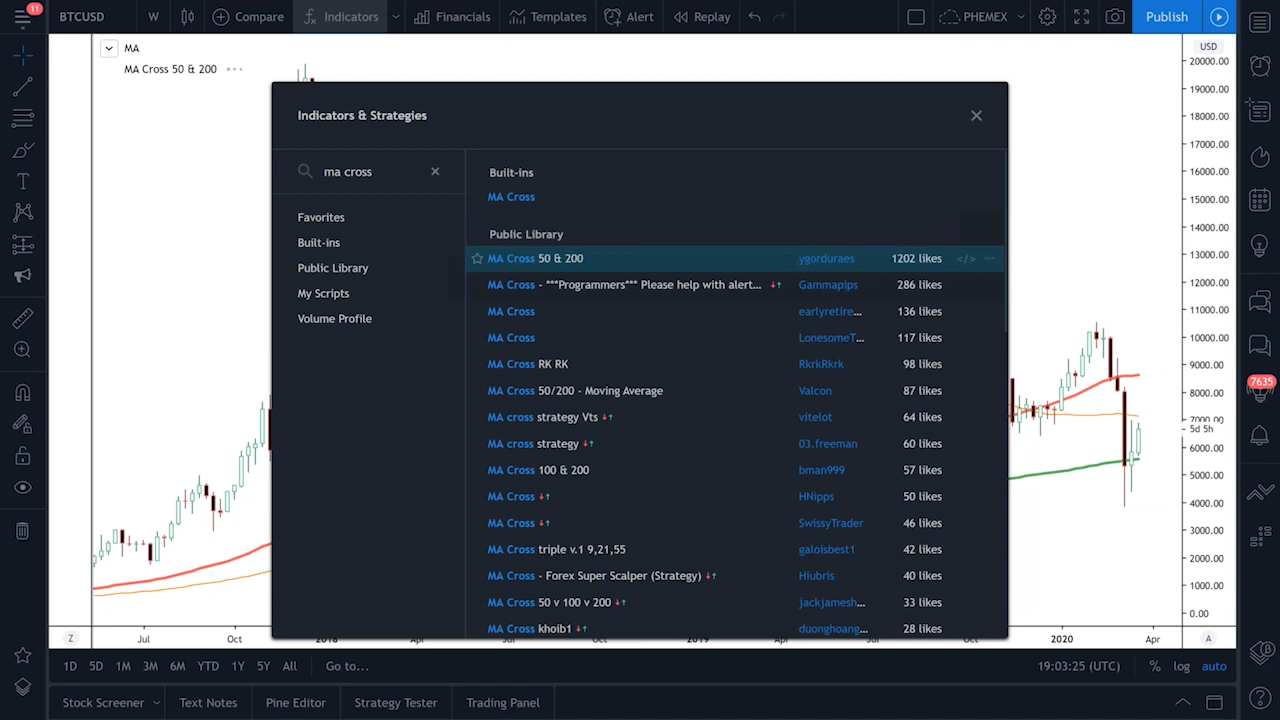 11
BTCUSD W Compare Indicators Financials Templates Alert Replay PHEMEX Publish
MA
MA Cross 50 & 200
USD
20000.00
19000.00
18000.00
17000.00
16000.00
15000.00
14000.00
13000.00
12000.00
11000.00
10000.00
9000.00
8000.00
5d 5h
6000.00
5000.00
4000.00
3000.00
2000.00
1000.00
0.00
7635
Indicators & Strategies
ma cross
Favorites
Built-ins
Public Library
My Scripts
Volume Profile
Built-ins
MA Cross
Public Library
MA Cross 50 & 200 ygorduraes 1202 likes
MA Cross - ***Programmers*** Please help with alert... Gammapips 286 likes
MA Cross earlyretire... 136 likes
MA Cross LonesomeT... 117 likes
MA Cross RK RK RkrkRkrk 98 likes
MA Cross 50/200 - Moving Average Valcon 87 likes
MA cross strategy Vts vitelot 64 likes
MA cross strategy 03.freeman 60 likes
MA Cross 100 & 200 bman999 57 likes
MA Cross HNipps 50 likes
MA Cross SwissyTrader 46 likes
MA Cross triple v.1 9,21,55 galoisbest1 42 likes
MA Cross - Forex Super Scalper (Strategy) Hiubris 40 likes
MA Cross 50 v 100 v 200 jackjamesh... 33 likes
MA Cross khoib1 duonghoang... 28 likes
Z Jul Oct 2018 Apr Oct 2019 Apr Jul Oct 2020 Apr A
1D 5D 1M 3M 6M YTD 1Y 5Y All Go to... 19:03:25 (UTC) % log auto
Stock Screener Text Notes Pine Editor Strategy Tester Trading Panel